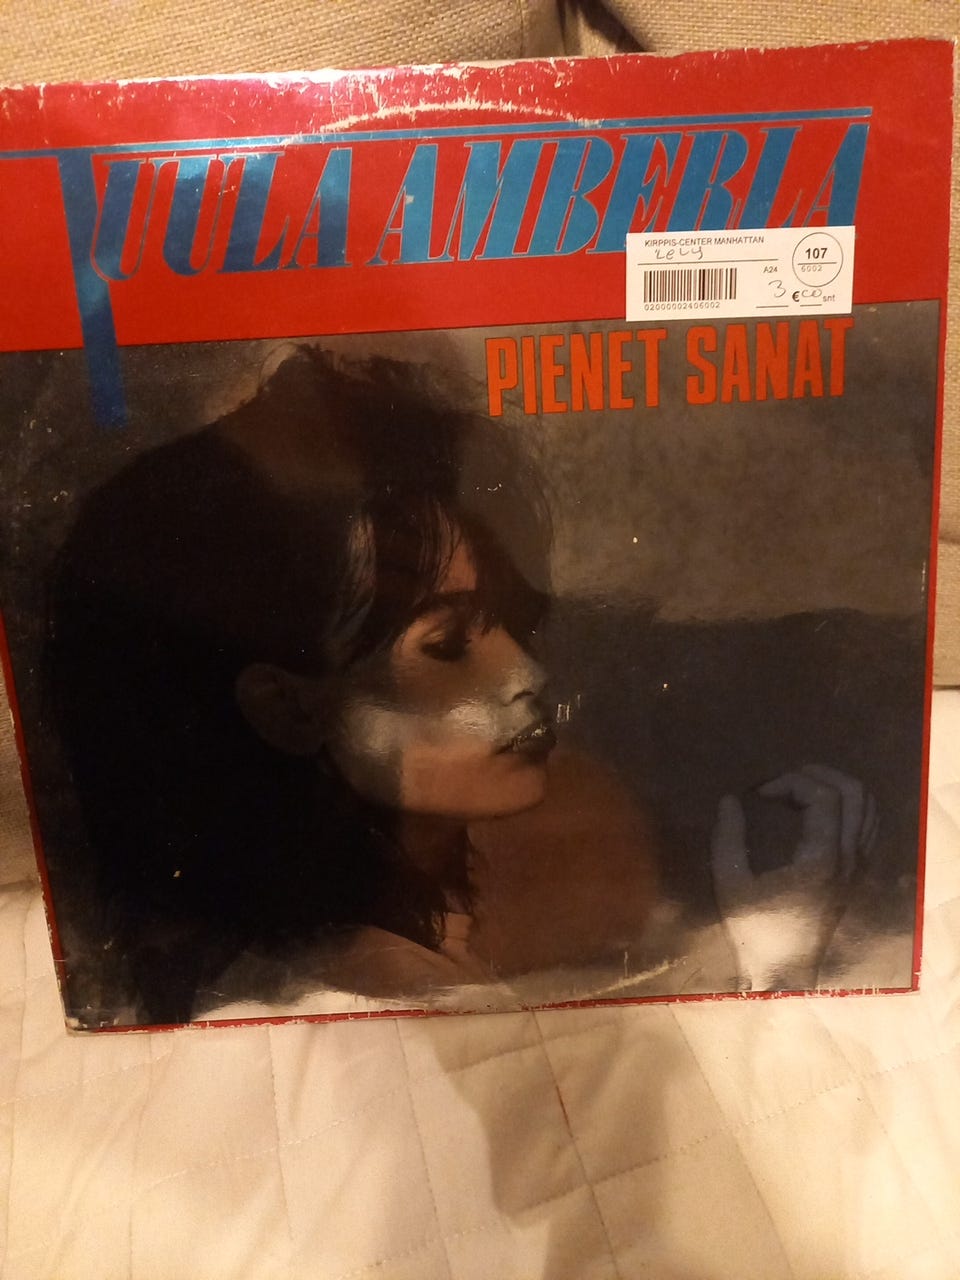 TUULA AMBERLA
KIRPPIS-CENTER MANHATTAN
107
6002
A24
02000002406002
3 € 00 snt
PIENET SANAT